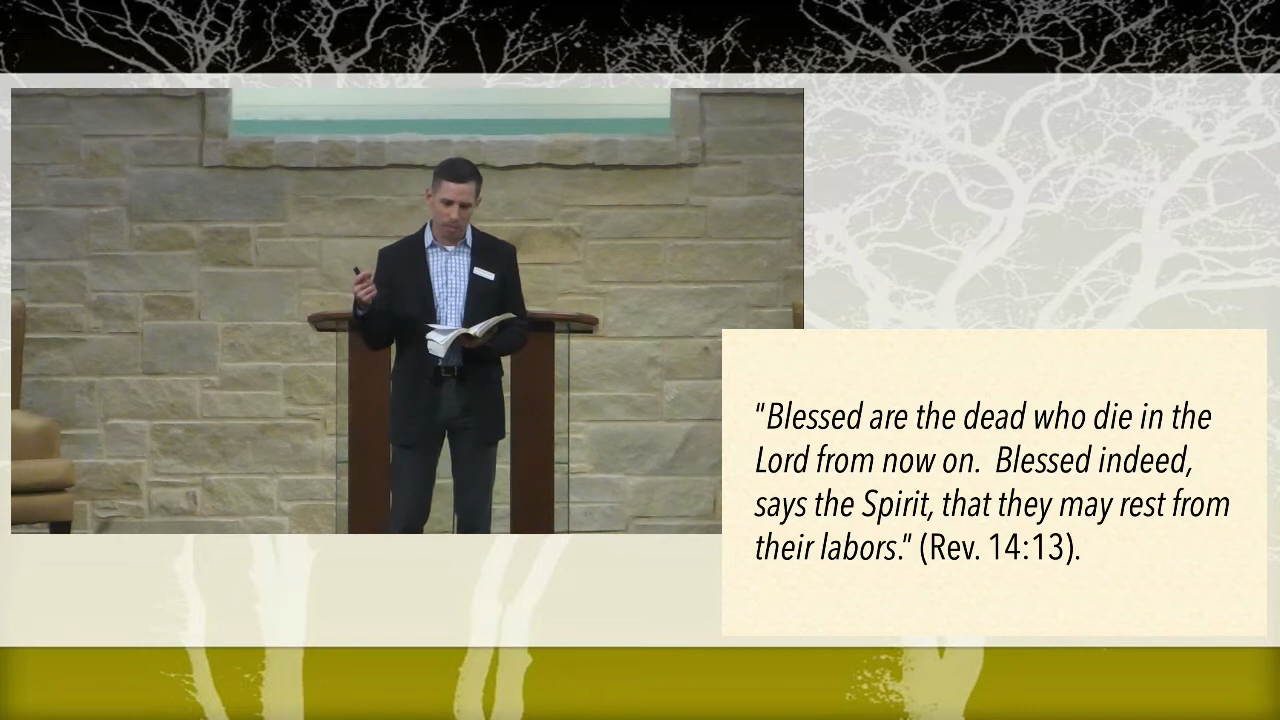 "Blessed are the dead who die in the
Lord from now on.  Blessed indeed,
says the Spirit, that they may rest from
their labors." (Rev. 14:13).